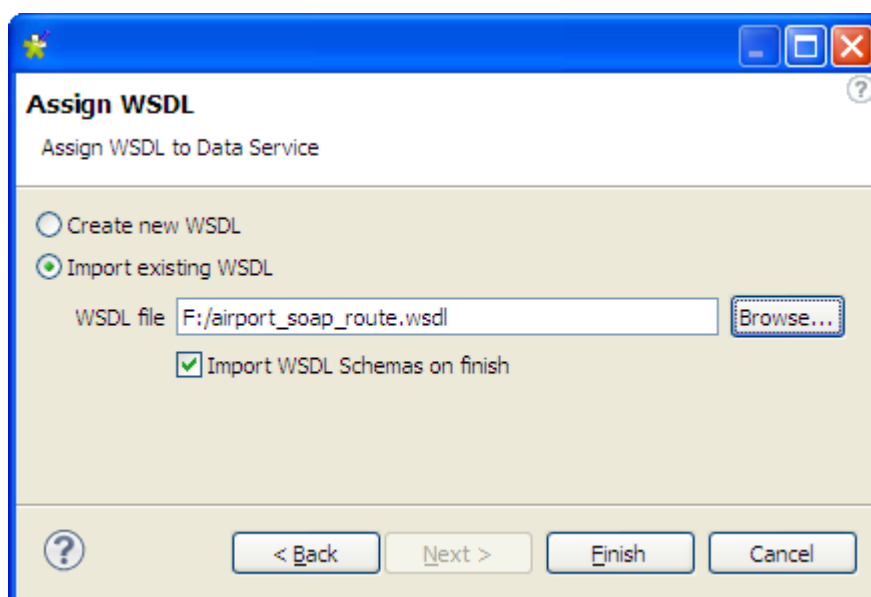 Assign WSDL
Assign WSDL to Data Service
Create new WSDL
Import existing WSDL
WSDL file F:/airport_soap_route.wsdl Browse...
Import WSDL Schemas on finish
< Back Next > Finish Cancel